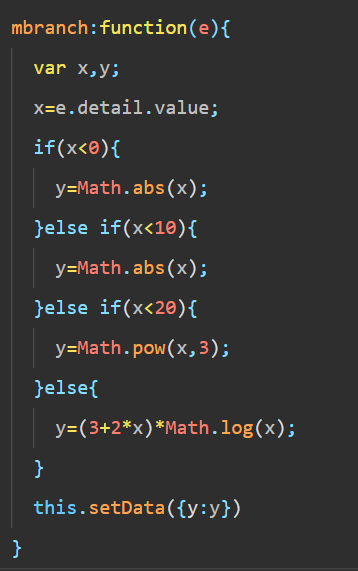 mbranch:function(e){
var x,y;
x=e.detail.value;
if(x<0){
y=Math.abs(x);
}else if(x<10){
y=Math.abs(x);
}else if(x<20){
y=Math.pow(x,3);
}else{
y=(3+2*x)*Math.log(x);
}
this.setData({y:y})
}